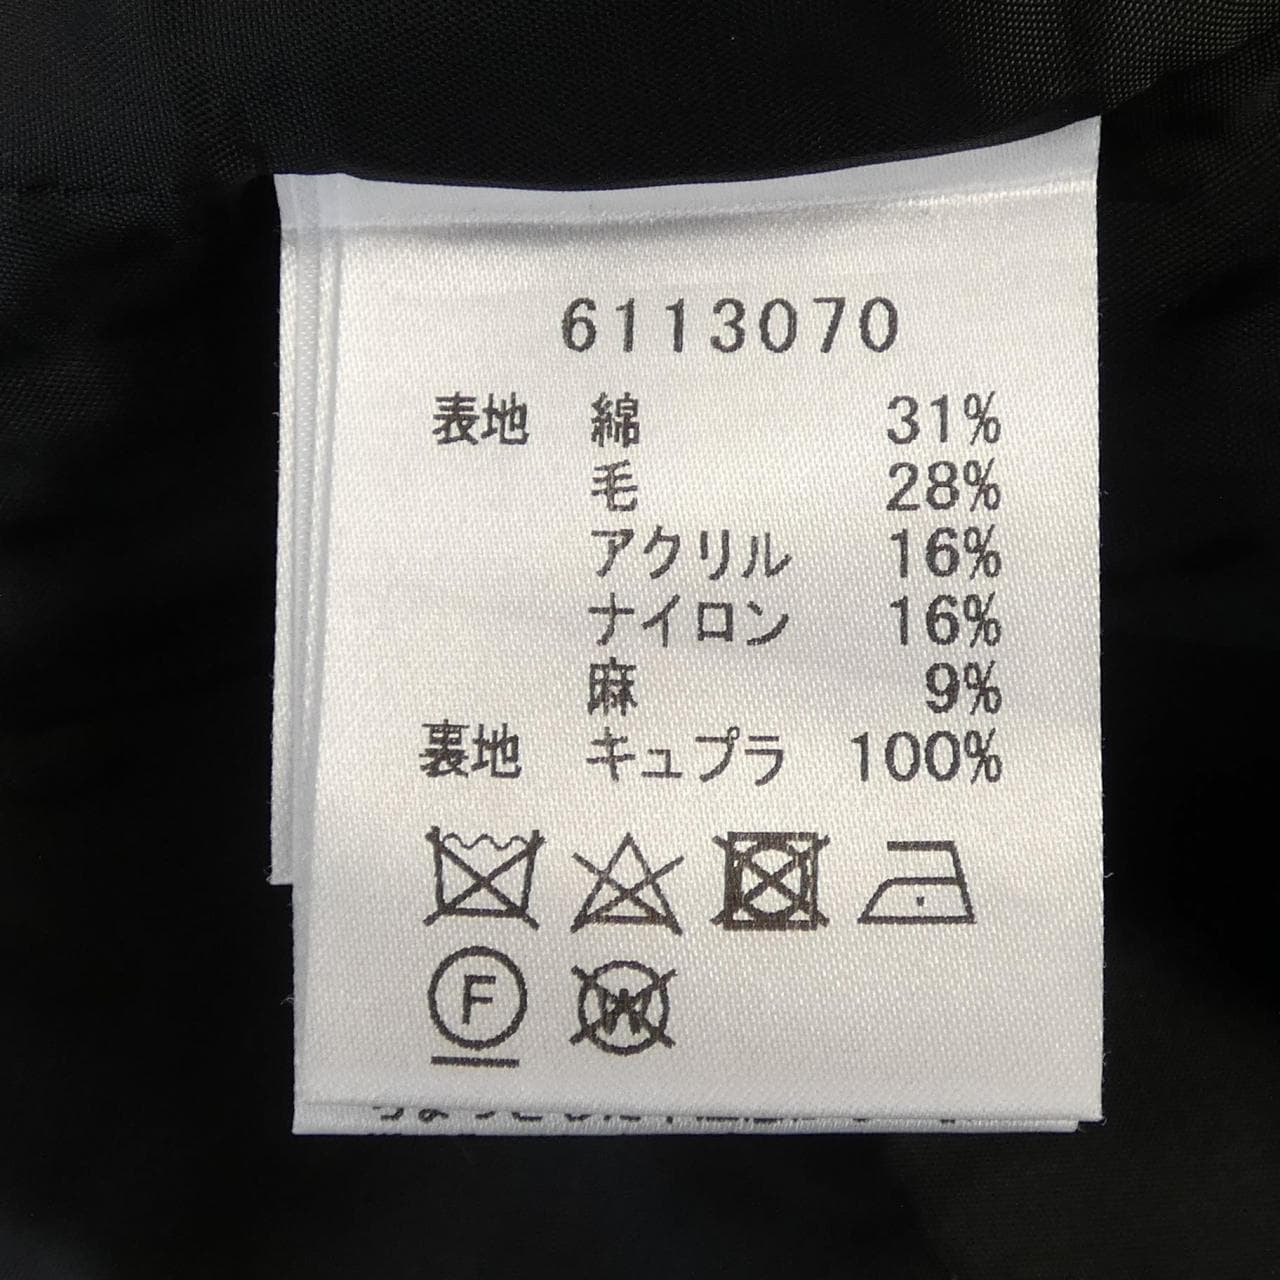 6113070
表地 綿 31%
毛 28%
アクリル 16%
ナイロン 16%
麻 9%
裏地 キュプラ 100%
F
W